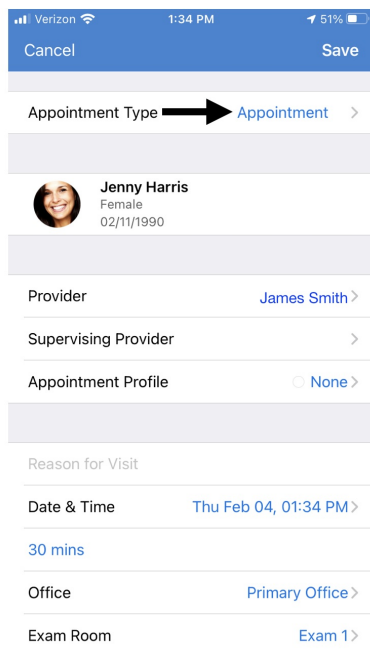 Verizon 1:34 PM 51%
Cancel Save
Appointment Type Appointment
Jenny Harris
Female
02/11/1990
Provider James Smith
Supervising Provider
Appointment Profile None
Reason for Visit
Date & Time Thu Feb 04, 01:34 PM
30 mins
Office Primary Office
Exam Room Exam 1